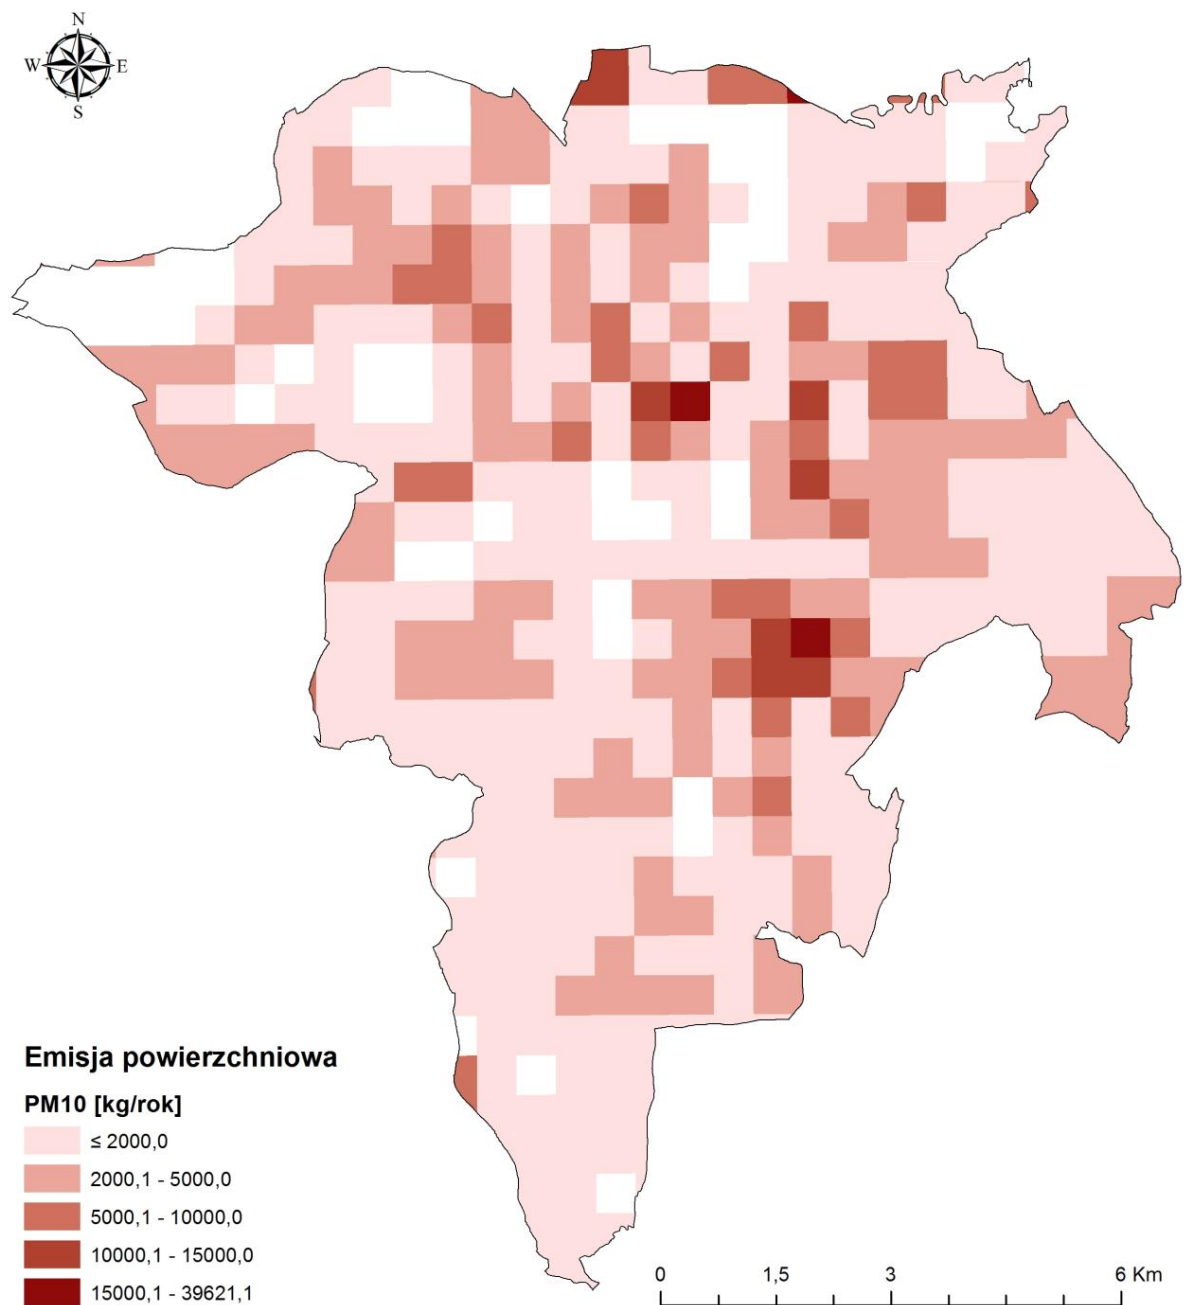 N
W E
S
Emisja powierzchniowa
PM10 [kg/rok]
≤ 2000,0
2000,1 - 5000,0
5000,1 - 10000,0
10000,1 - 15000,0
15000,1 - 39621,1
0 1,5 3 6 Km